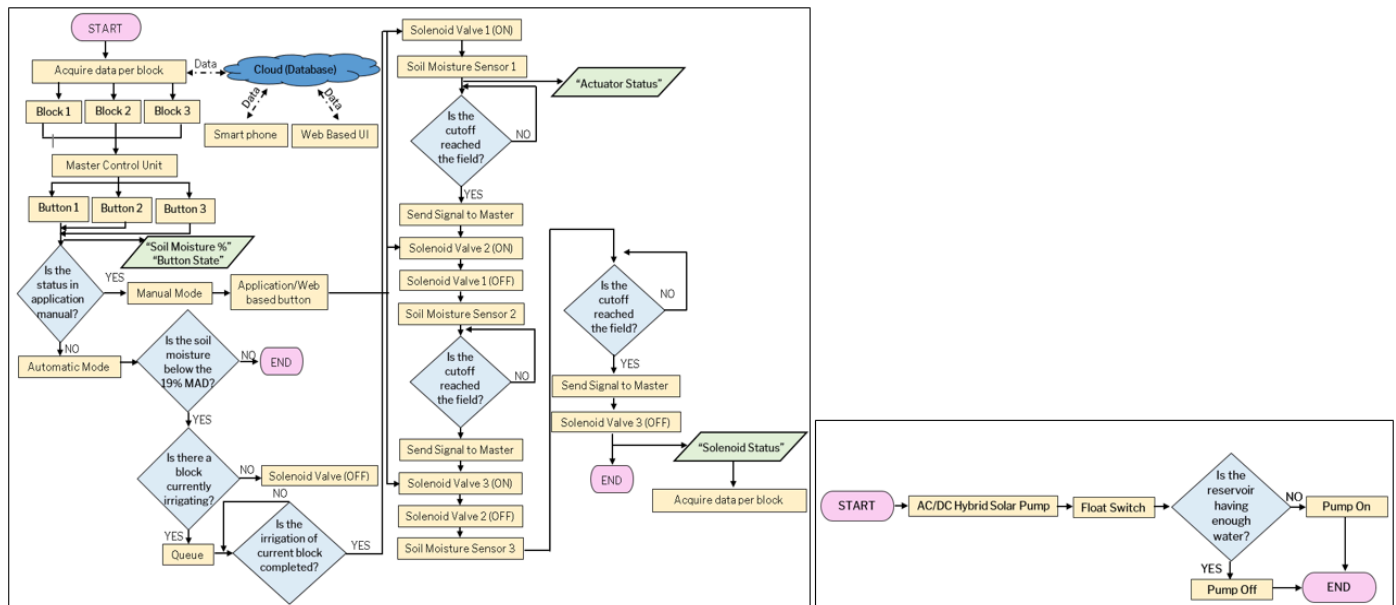 START
Acquire data per block
Data
Cloud (Database)
Block 1
Block 2
Block 3
Data
Data
Smart phone
Web Based UI
Master Control Unit
Button 1
Button 2
Button 3
"Soil Moisture %"
"Button State"
Is the
status in
application
manual?
YES
Manual Mode
Application/Web
based button
NO
Automatic Mode
Is the soil
moisture
below the
19% MAD?
NO
END
YES
Is there a
block
currently
irrigating?
NO
Solenoid Valve (OFF)
YES
Queue
NO
Is the
irrigation of
current block
completed?
YES
Solenoid Valve 1 (ON)
Soil Moisture Sensor 1
"Actuator Status"
Is the
cutoff
reached
the field?
NO
YES
Send Signal to Master
Solenoid Valve 2 (ON)
Solenoid Valve 1 (OFF)
Soil Moisture Sensor 2
Is the
cutoff
reached
the field?
NO
YES
Send Signal to Master
Solenoid Valve 3 (ON)
Solenoid Valve 2 (OFF)
Soil Moisture Sensor 3
Is the
cutoff
reached
the field?
NO
YES
Send Signal to Master
Solenoid Valve 3 (OFF)
"Solenoid Status"
END
Acquire data per block
START
AC/DC Hybrid Solar Pump
Float Switch
Is the
reservoir
having
enough
water?
NO
Pump On
YES
Pump Off
END